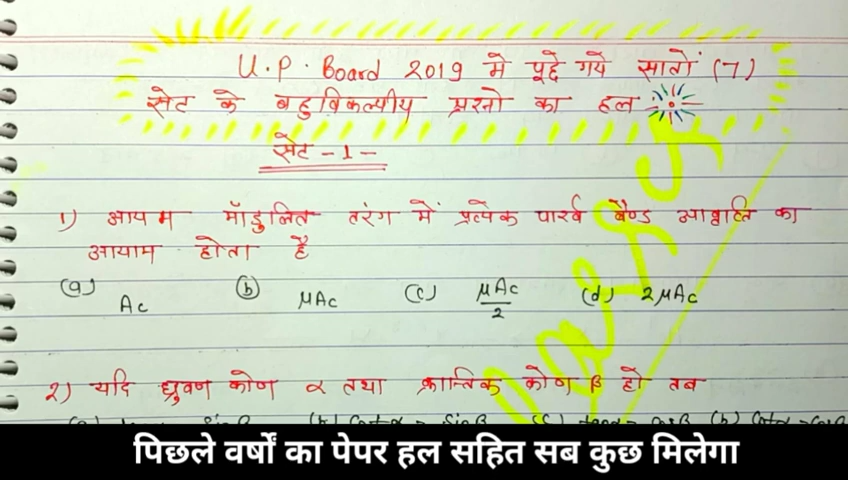 U.P. Board 2019 मे पूछे गये सातों (7)
सेट के बहुविकल्पीय प्रश्नो का हल
सेट -1-
1) आयाम मॉडुलित तरंग में प्रत्येक पार्श्व बैण्ड आवृत्ति का
आयाम होता है
(a) Ac (b) μAc (c) μAc/2 (d) 2μAc
2) यदि ध्रुवण कोण α तथा क्रान्तिक कोण β हो तब
पिछले वर्षों का पेपर हल सहित सब कुछ मिलेगा